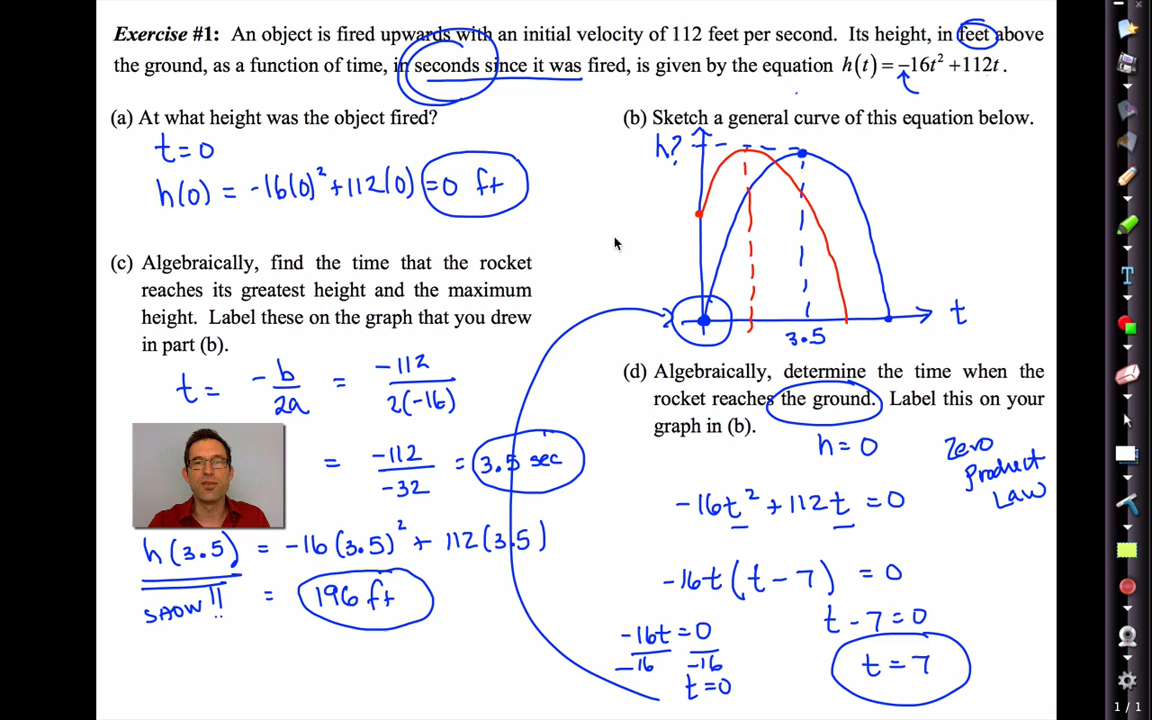 Exercise #1: An object is fired upwards with an initial velocity of 112 feet per second. Its height, in feet above
the ground, as a function of time, in seconds since it was fired, is given by the equation h(t) = −16t² + 112t.
(a) At what height was the object fired?
t = 0
h(0) = -16(0)² + 112(0) = 0 ft
(b) Sketch a general curve of this equation below.
h?
t
3.5
(c) Algebraically, find the time that the rocket
reaches its greatest height and the maximum
height. Label these on the graph that you drew
in part (b).
t = -b/2a = -112/2(-16)
= -112/-32 = 3.5 sec
h(3.5) = -16(3.5)² + 112(3.5)
SHOW!!
= 196 ft
(d) Algebraically, determine the time when the
rocket reaches the ground. Label this on your
graph in (b).
h = 0
Zero
Product
Law
-16t² + 112t = 0
-16t(t - 7) = 0
-16t = 0
-16 -16
t = 0
t - 7 = 0
t = 7
T
1 / 1